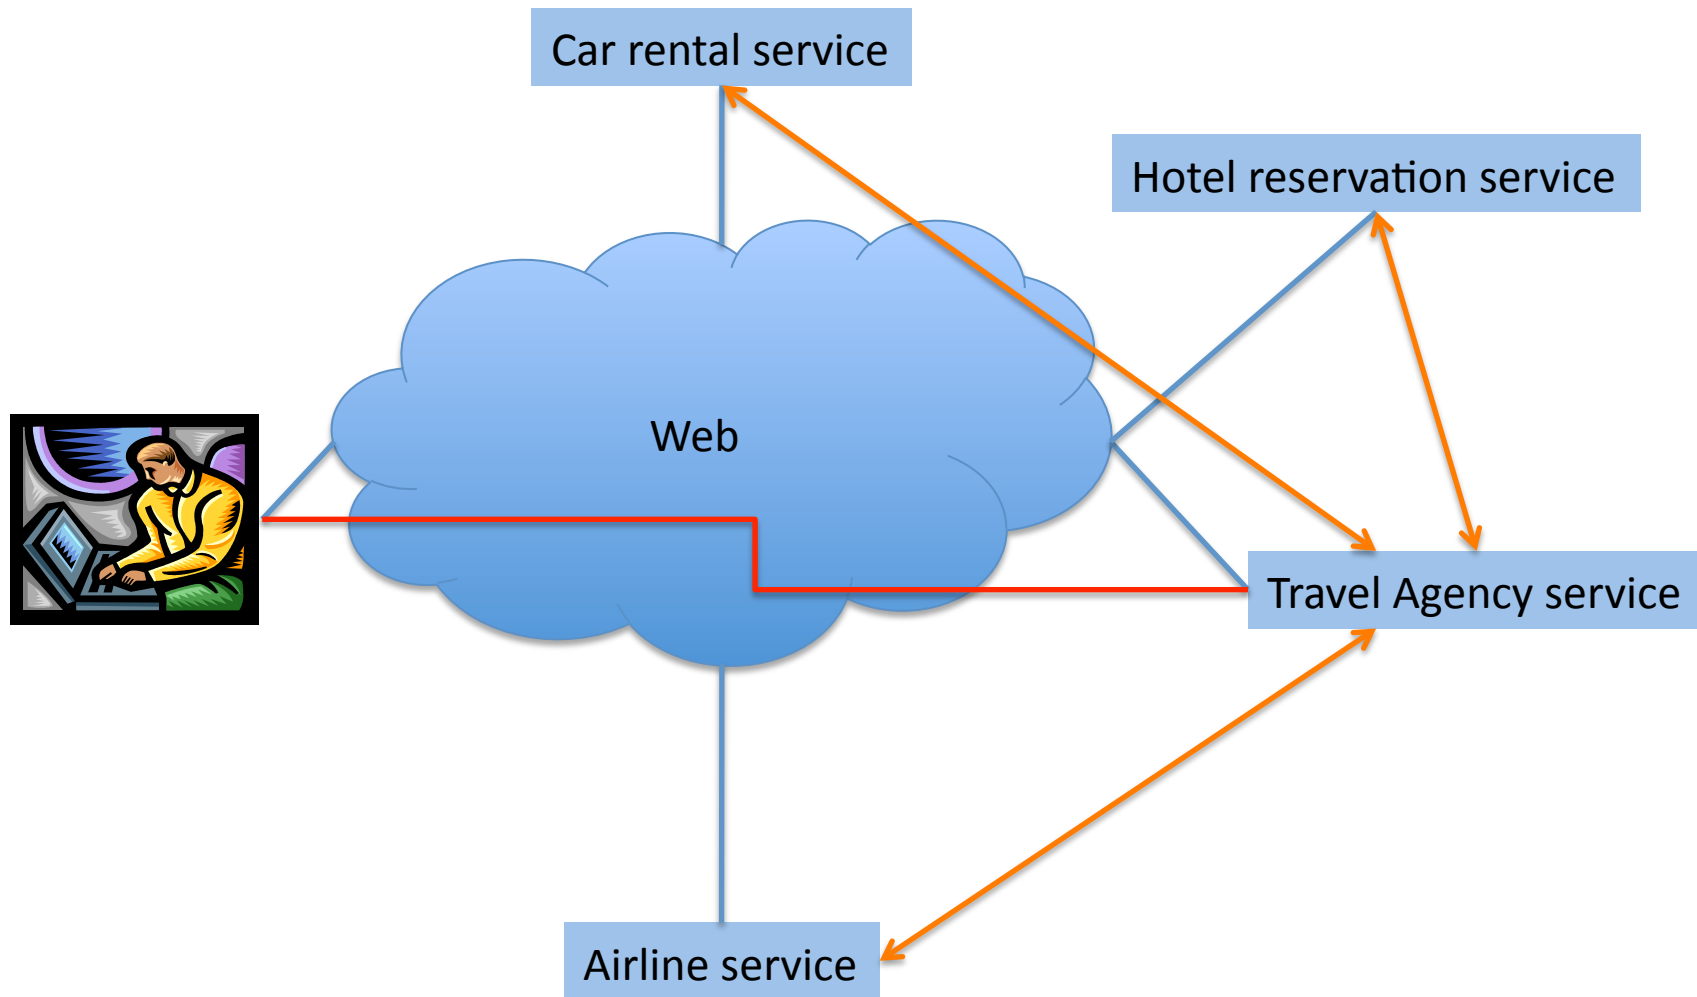 Car rental service
Hotel reservation service
Web
Travel Agency service
Airline service